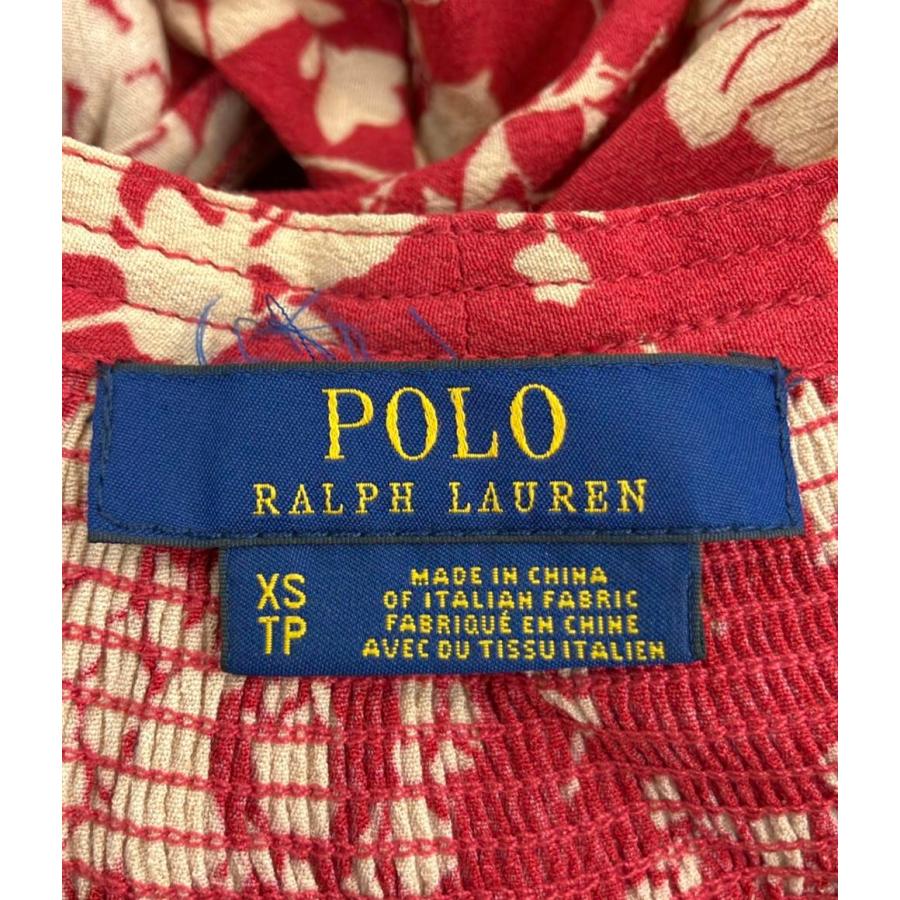 POLO
RALPH LAUREN
XS
TP
MADE IN CHINA
OF ITALIAN FABRIC
FABRIQUÉ EN CHINE
AVEC DU TISSU ITALIEN